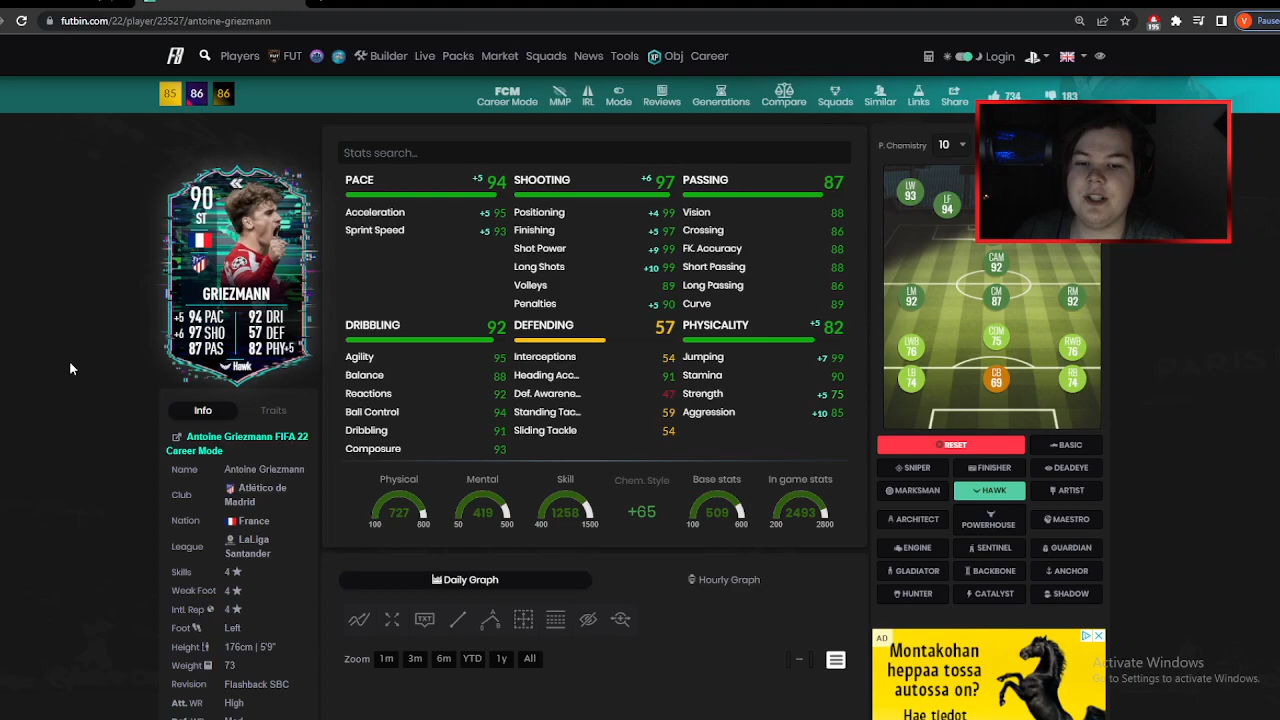 futbin.com/22/player/23527/antoine-griezmann
195
V Paused
Players FUT Builder Live Packs Market Squads News Tools XP Obj Career Login
85 86 86
FCM Career Mode MMP IRL Mode Reviews Generations Compare Squads Similar Links Share 734 183
Stats search...
P. Chemistry 10
PACE +5 94 SHOOTING +6 97 PASSING 87
Acceleration +5 95 Positioning +4 99 Vision 88
Sprint Speed +5 93 Finishing +5 97 Crossing 86
Shot Power +9 99 FK. Accuracy 88
Long Shots +10 99 Short Passing 88
Volleys 89 Long Passing 86
Penalties +5 90 Curve 89
DRIBBLING 92 DEFENDING 57 PHYSICALITY +5 82
Agility 95 Interceptions 54 Jumping +7 99
Balance 88 Heading Acc... 91 Stamina 90
Reactions 92 Def. Awarene... 47 Strength +5 75
Ball Control 94 Standing Tac... 59 Aggression +10 85
Dribbling 91 Sliding Tackle 54
Composure 93
Physical Mental Skill Chem. Style Base stats In game stats
727 419 1258 +65 509 2493
100 800 50 500 400 1500 100 600 200 2800
90
ST
GRIEZMANN
+5 94 PAC 92 DRI
+6 97 SHO 57 DEF
87 PAS 82 PHY+5
Hawk
Info Traits
Antoine Griezmann FIFA 22
Career Mode
Name Antoine Griezmann
Club Atlético de
Madrid
Nation France
League LaLiga
Santander
Skills 4
Weak Foot 4
Intl.Rep 4
Foot Left
Height 176cm | 5'9"
Weight 73
Revision Flashback SBC
Att. WR High
Daily Graph Hourly Graph
TXT
Zoom 1m 3m 6m YTD 1y All
LW 93
LF 94
CAM 92
LM 92
CM 87
RM 92
LWB 76
CDM 75
RWB 76
LB 74
CB 69
RB 74
RESET BASIC
SNIPER FINISHER DEADEYE
MARKSMAN HAWK ARTIST
ARCHITECT POWERHOUSE MAESTRO
ENGINE SENTINEL GUARDIAN
GLADIATOR BACKBONE ANCHOR
HUNTER CATALYST SHADOW
AD
Montakohan
heppaa tossa
autossa on?
Hae tiedot
Activate Windows
Go to Settings to activate Windows.